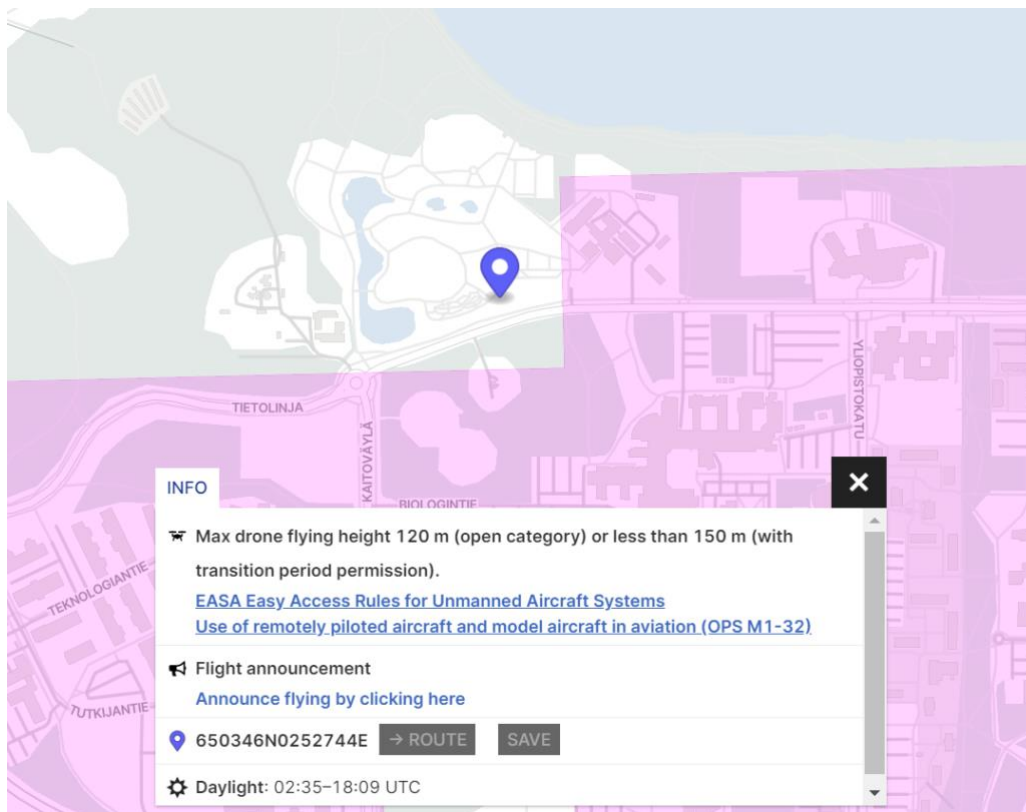 TIETOLINJA
KAITOVÄYLÄ
YLIOPISTOKATU
BIOLOGINTIE
TEKNOLOGIANTIE
TUTKIJANTIE
INFO
×
Max drone flying height 120 m (open category) or less than 150 m (with
transition period permission).
EASA Easy Access Rules for Unmanned Aircraft Systems
Use of remotely piloted aircraft and model aircraft in aviation (OPS M1-32)
Flight announcement
Announce flying by clicking here
650346N0252744E → ROUTE SAVE
Daylight: 02:35–18:09 UTC